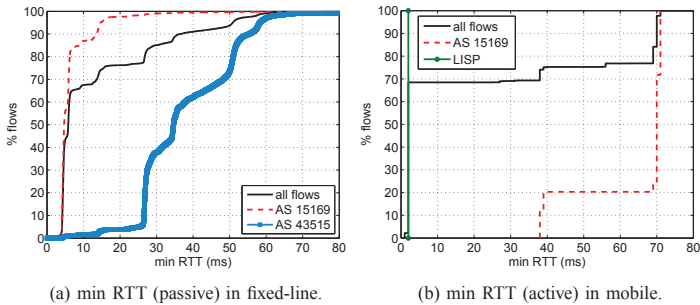 100
90
80
70
60
50
40
30
20
10
0
% flows
0 10 20 30 40 50 60 70 80
min RTT (ms)
all flows
AS 15169
AS 43515
(a) min RTT (passive) in fixed-line.
100
90
80
70
60
50
40
30
20
10
0
% flows
0 10 20 30 40 50 60 70 80
min RTT (ms)
all flows
AS 15169
LISP
(b) min RTT (active) in mobile.